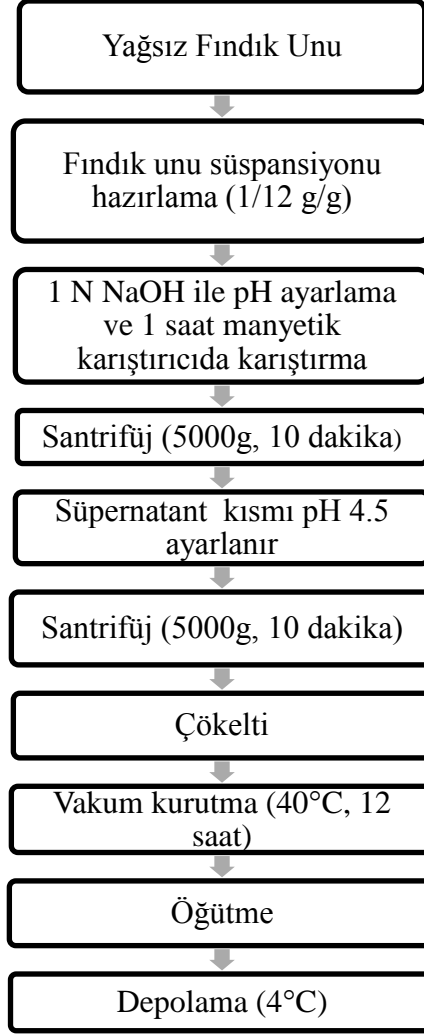 Yağsız Fındık Unu
Fındık unu süspansiyonu
hazırlama (1/12 g/g)
1 N NaOH ile pH ayarlama
ve 1 saat manyetik
karıştırıcıda karıştırma
Santrifüj (5000g, 10 dakika)
Süpernatant kısmı pH 4.5
ayarlanır
Santrifüj (5000g, 10 dakika)
Çökelti
Vakum kurutma (40°C, 12
saat)
Öğütme
Depolama (4°C)